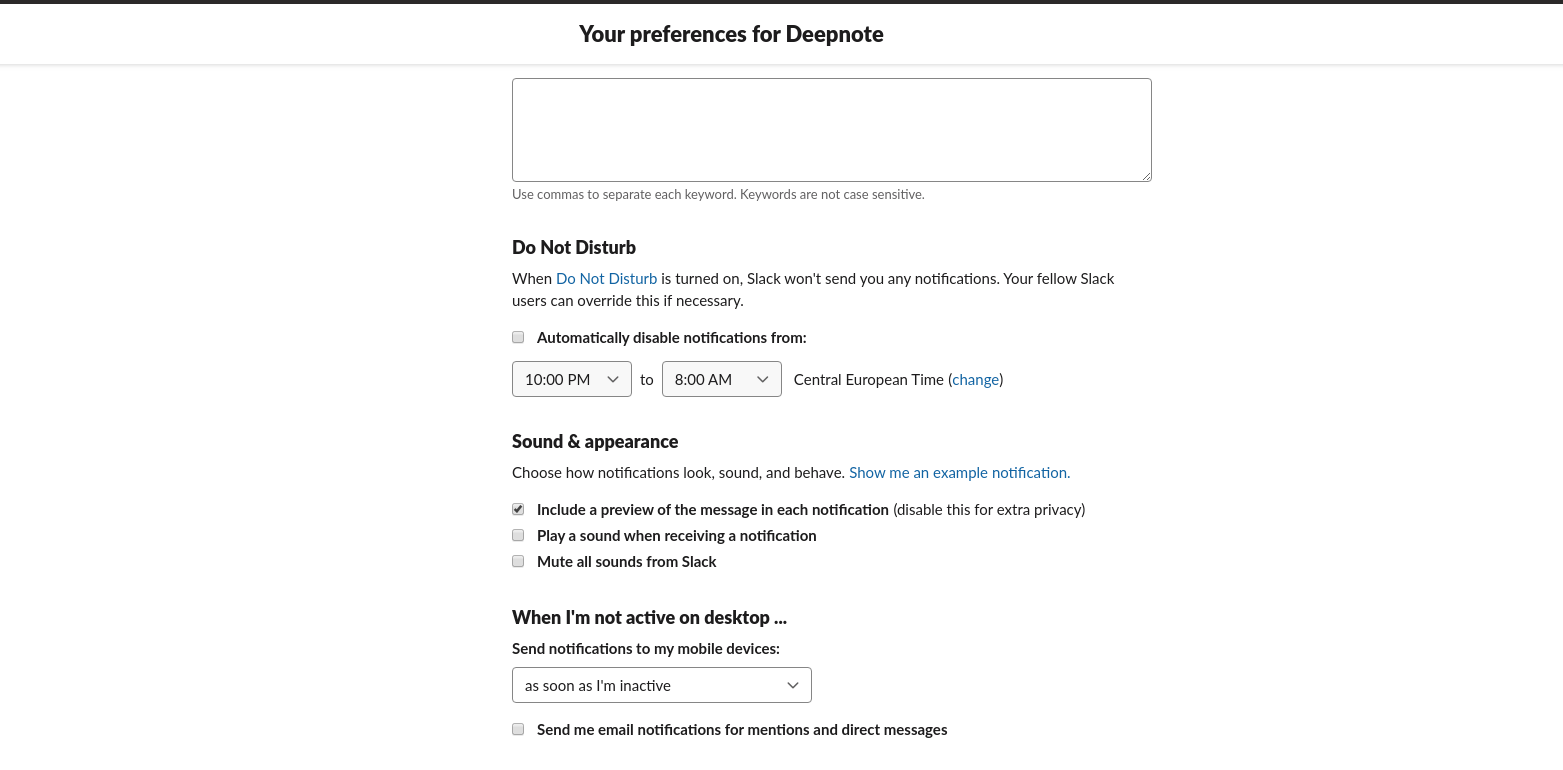 Your preferences for Deepnote
Use commas to separate each keyword. Keywords are not case sensitive.
Do Not Disturb
When Do Not Disturb is turned on, Slack won't send you any notifications. Your fellow Slack
users can override this if necessary.
Automatically disable notifications from:
10:00 PM to 8:00 AM Central European Time (change)
Sound & appearance
Choose how notifications look, sound, and behave. Show me an example notification.
Include a preview of the message in each notification (disable this for extra privacy)
Play a sound when receiving a notification
Mute all sounds from Slack
When I'm not active on desktop ...
Send notifications to my mobile devices:
as soon as I'm inactive
Send me email notifications for mentions and direct messages